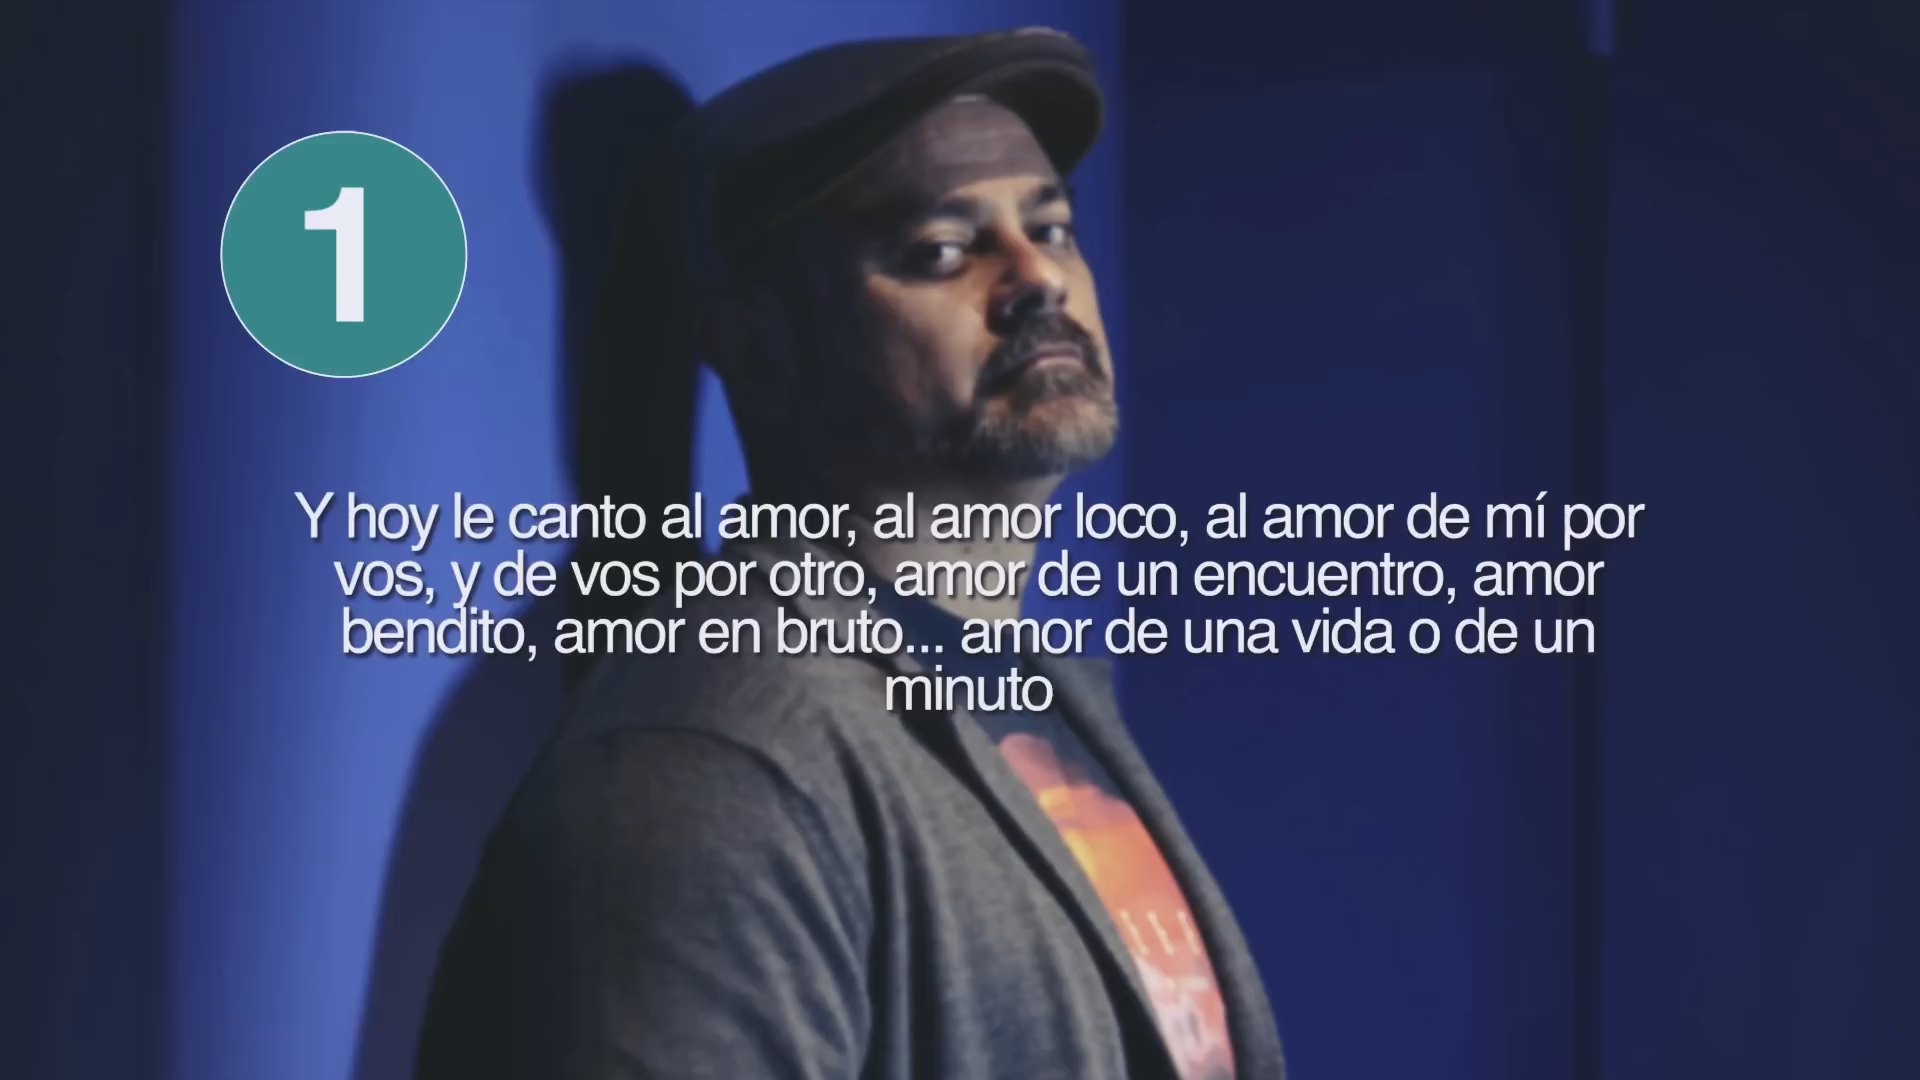 1
Y hoy le canto al amor, al amor loco, al amor de mí por
vos, y de vos por otro, amor de un encuentro, amor
bendito, amor en bruto... amor de una vida o de un
minuto